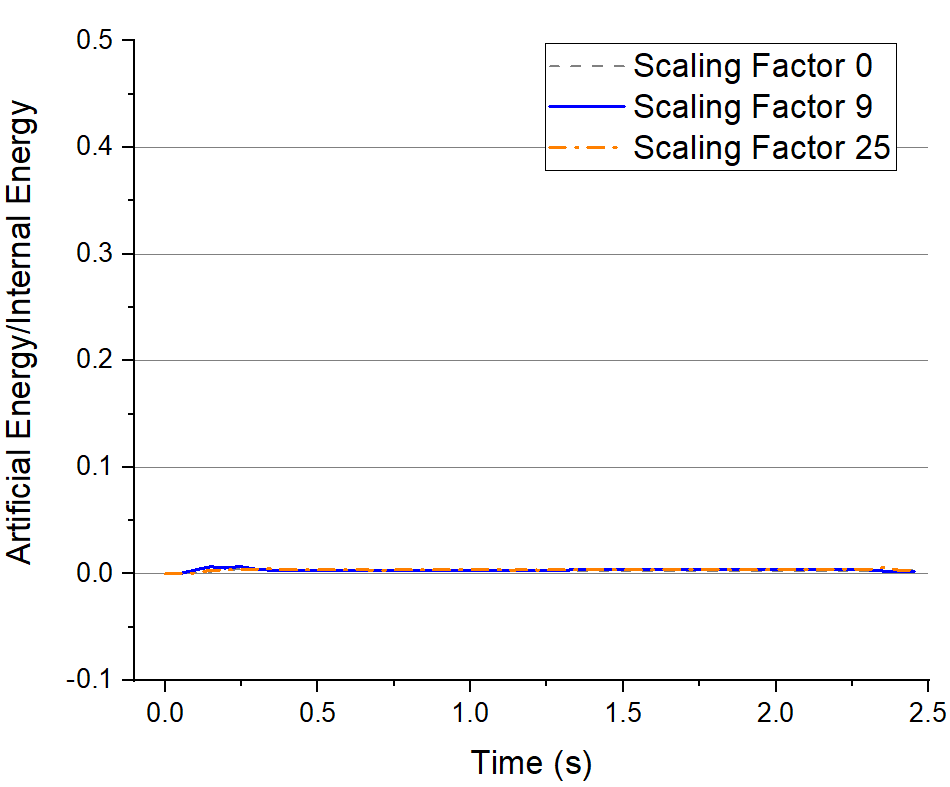 0.5
0.4
0.3
0.2
0.1
0.0
-0.1
Artificial Energy/Internal Energy
Scaling Factor 0
Scaling Factor 9
Scaling Factor 25
0.0 0.5 1.0 1.5 2.0 2.5
Time (s)